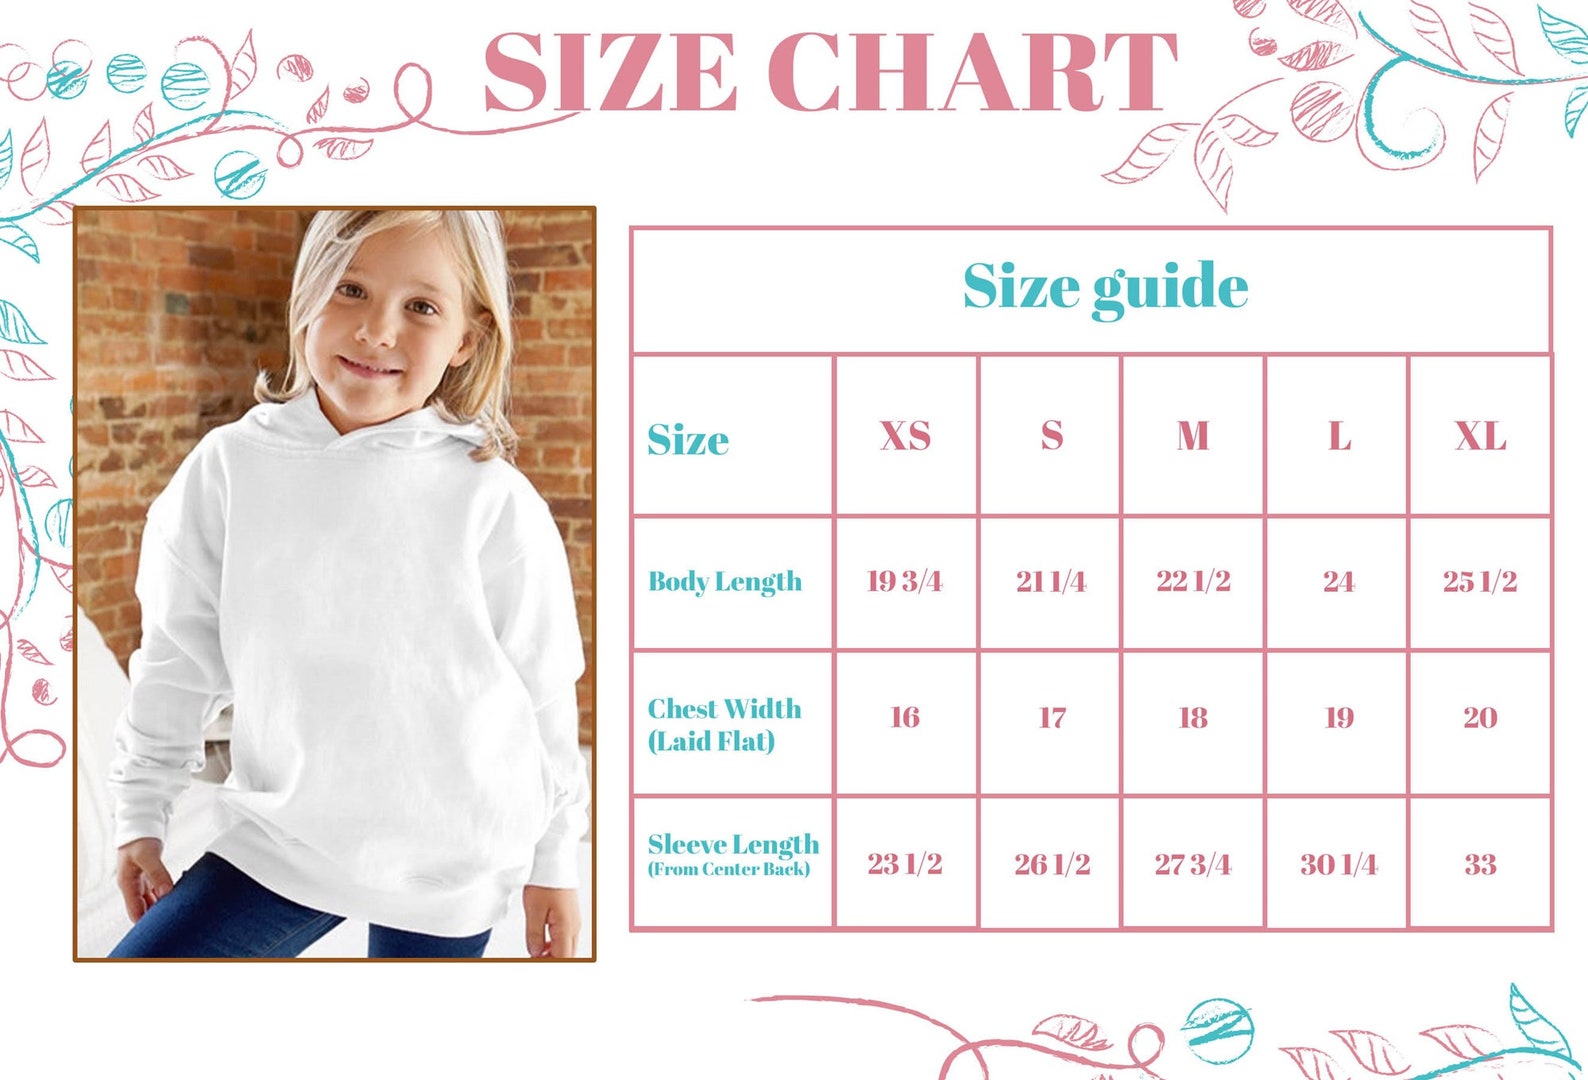 SIZE CHART
Size guide
Size XS S M L XL
Body Length 19 3/4 21 1/4 22 1/2 24 25 1/2
Chest Width
(Laid Flat) 16 17 18 19 20
Sleeve Length
(From Center Back) 23 1/2 26 1/2 27 3/4 30 1/4 33